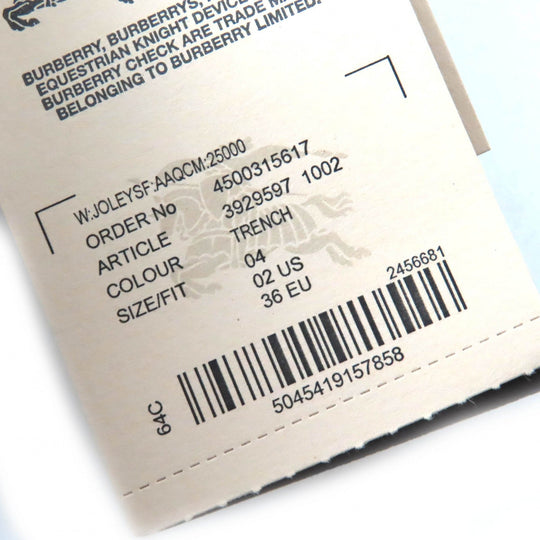 BURBERRY, BURBERRYS,
EQUESTRIAN KNIGHT DEVICE
BURBERRY CHECK ARE TRADE
BELONGING TO BURBERRY LIMITED.
W:JOLEYSF:AAQCM:25000
ORDER No 4500315617
ARTICLE 3929597 1002
COLOUR TRENCH
SIZE/FIT 04
02 US
36 EU
2456681
64C
5045419157858